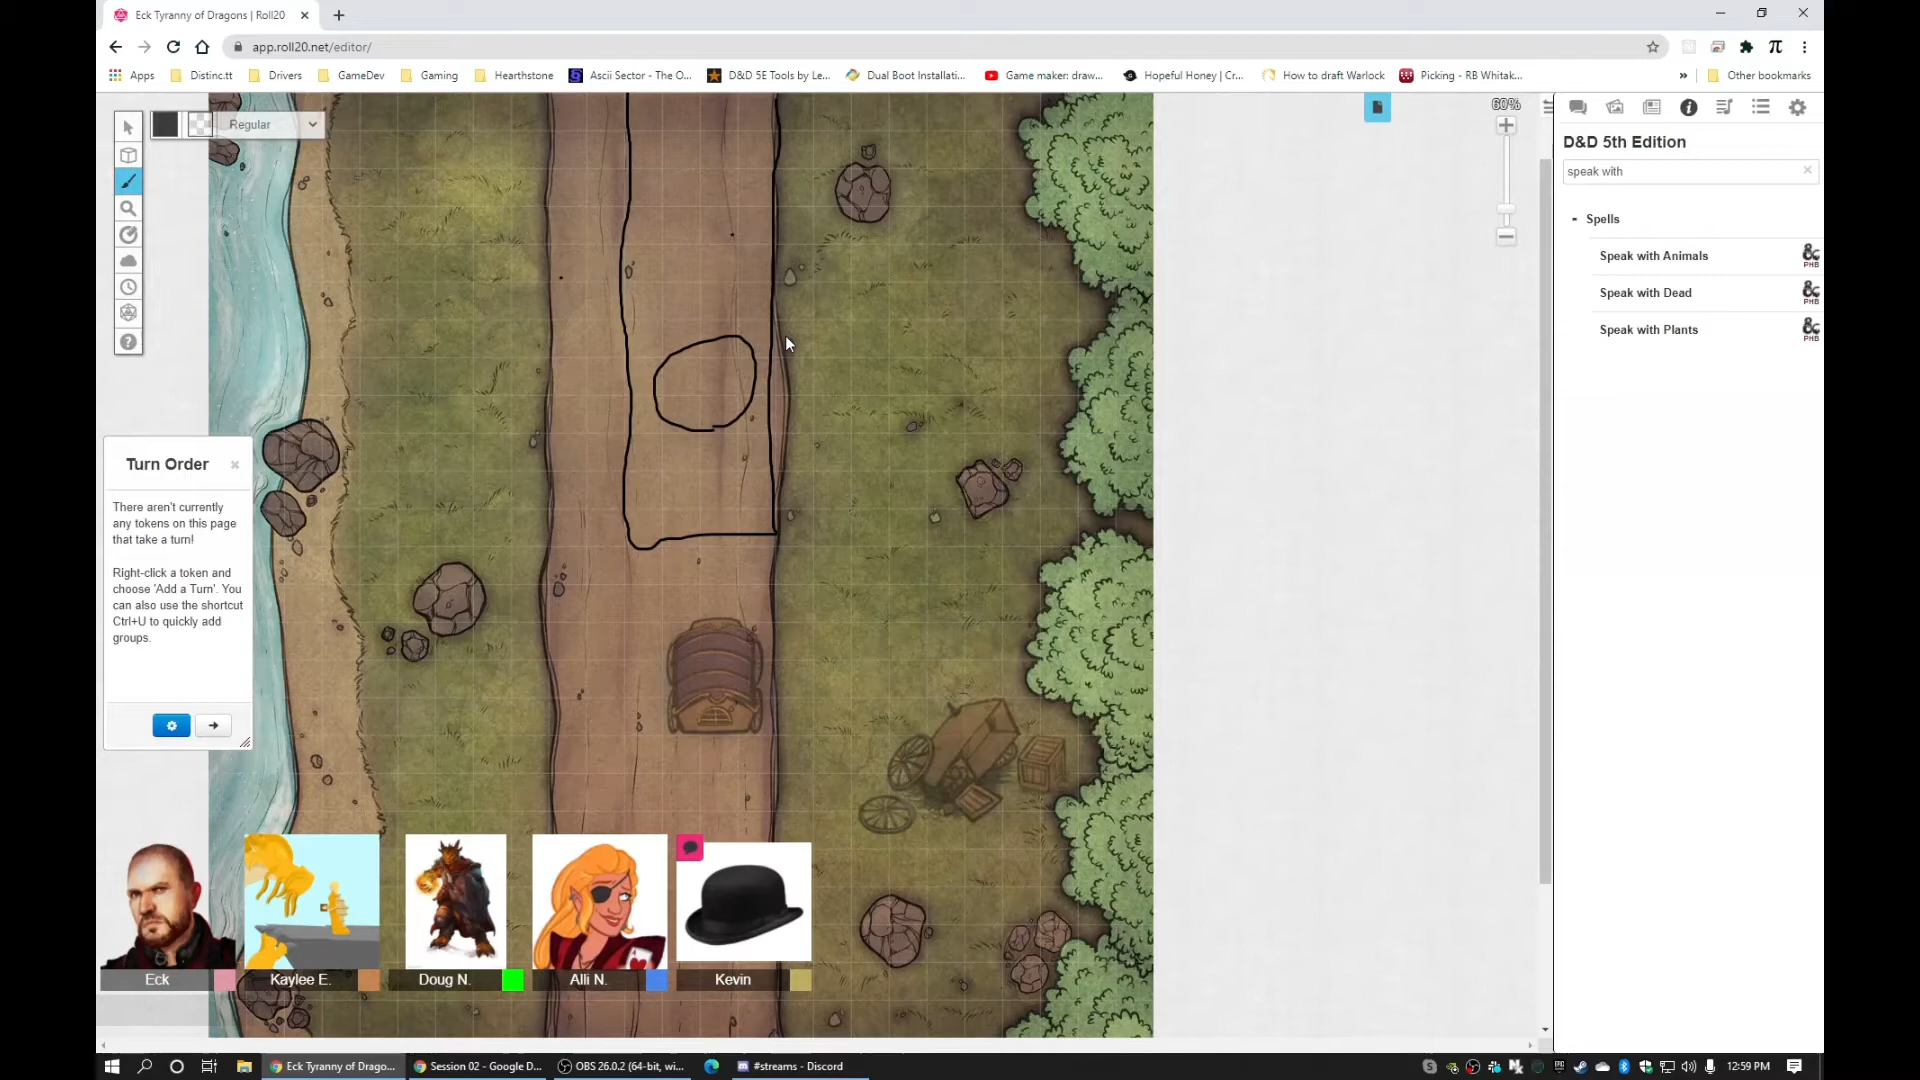 Eck Tyranny of Dragons | Roll20
app.roll20.net/editor/
Apps
Distinc.tt
Drivers
GameDev
Gaming
Hearthstone
Ascii Sector - The O...
D&D 5E Tools by Le...
Dual Boot Installati...
Game maker: draw...
Hopeful Honey | Cr...
How to draft Warlock
Picking - RB Whitak...
»
Other bookmarks
Regular
60%
D&D 5th Edition
speak with
Spells
Speak with Animals
PHB
Speak with Dead
PHB
Speak with Plants
PHB
Turn Order
There aren't currently
any tokens on this page
that take a turn!
Right-click a token and
choose 'Add a Turn'. You
can also use the shortcut
Ctrl+U to quickly add
groups.
Eck
Kaylee E.
Doug N.
Alli N.
Kevin
Eck Tyranny of Drago...
Session 02 - Google D...
OBS 26.0.2 (64-bit, wi...
#streams - Discord
12:59 PM